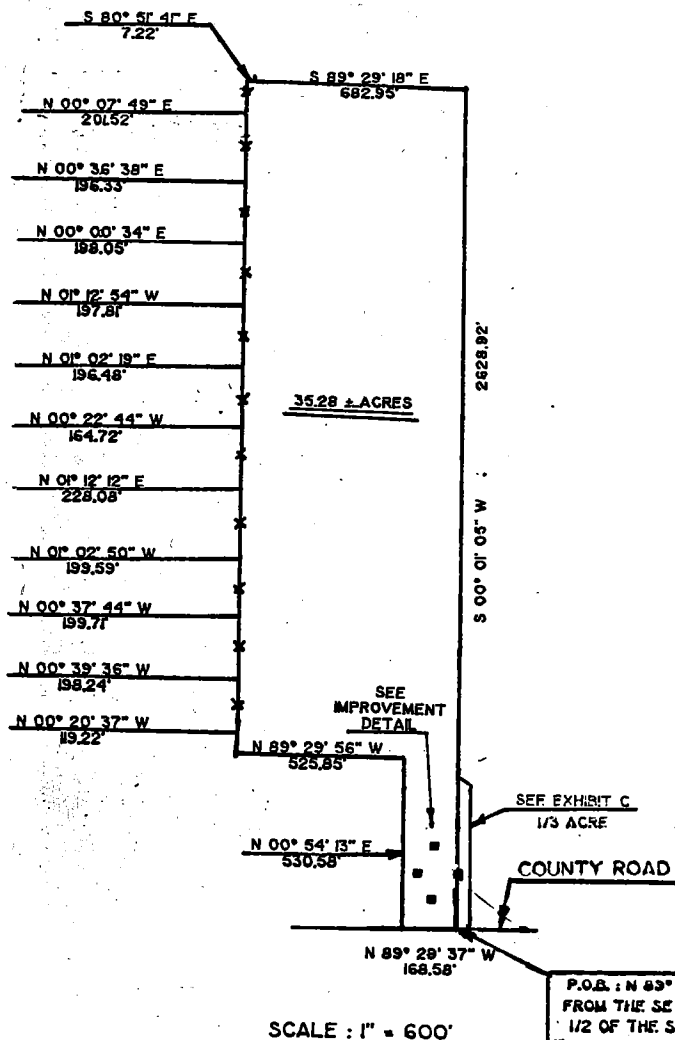 S 80° 51' 41" E
7.22'
S 89° 29' 18" E
682.95'
N 00° 07' 49" E
201.52'
N 00° 36' 38" E
196.33'
N 00° 00' 34" E
198.05'
N 01° 12' 54" W
197.81'
N 01° 02' 19" E
196.48'
N 00° 22' 44" W
164.72'
N 01° 12' 12" E
228.08'
N 01° 02' 50" W
199.59'
N 00° 37' 44" W
199.71'
N 00° 39' 36" W
198.24'
N 00° 20' 37" W
119.22'
35.28 ± ACRES
S 00° 01' 05" W : 2628.92'
SEE
IMPROVEMENT
DETAIL
N 89° 29' 56" W
525.85'
SEE EXHIBIT C
1/3 ACRE
N 00° 54' 13" E
530.58'
COUNTY ROAD
N 89° 29' 37" W
168.58'
P.O.B. : N 89°
FROM THE SE
1/2 OF THE S
SCALE : 1" = 600'